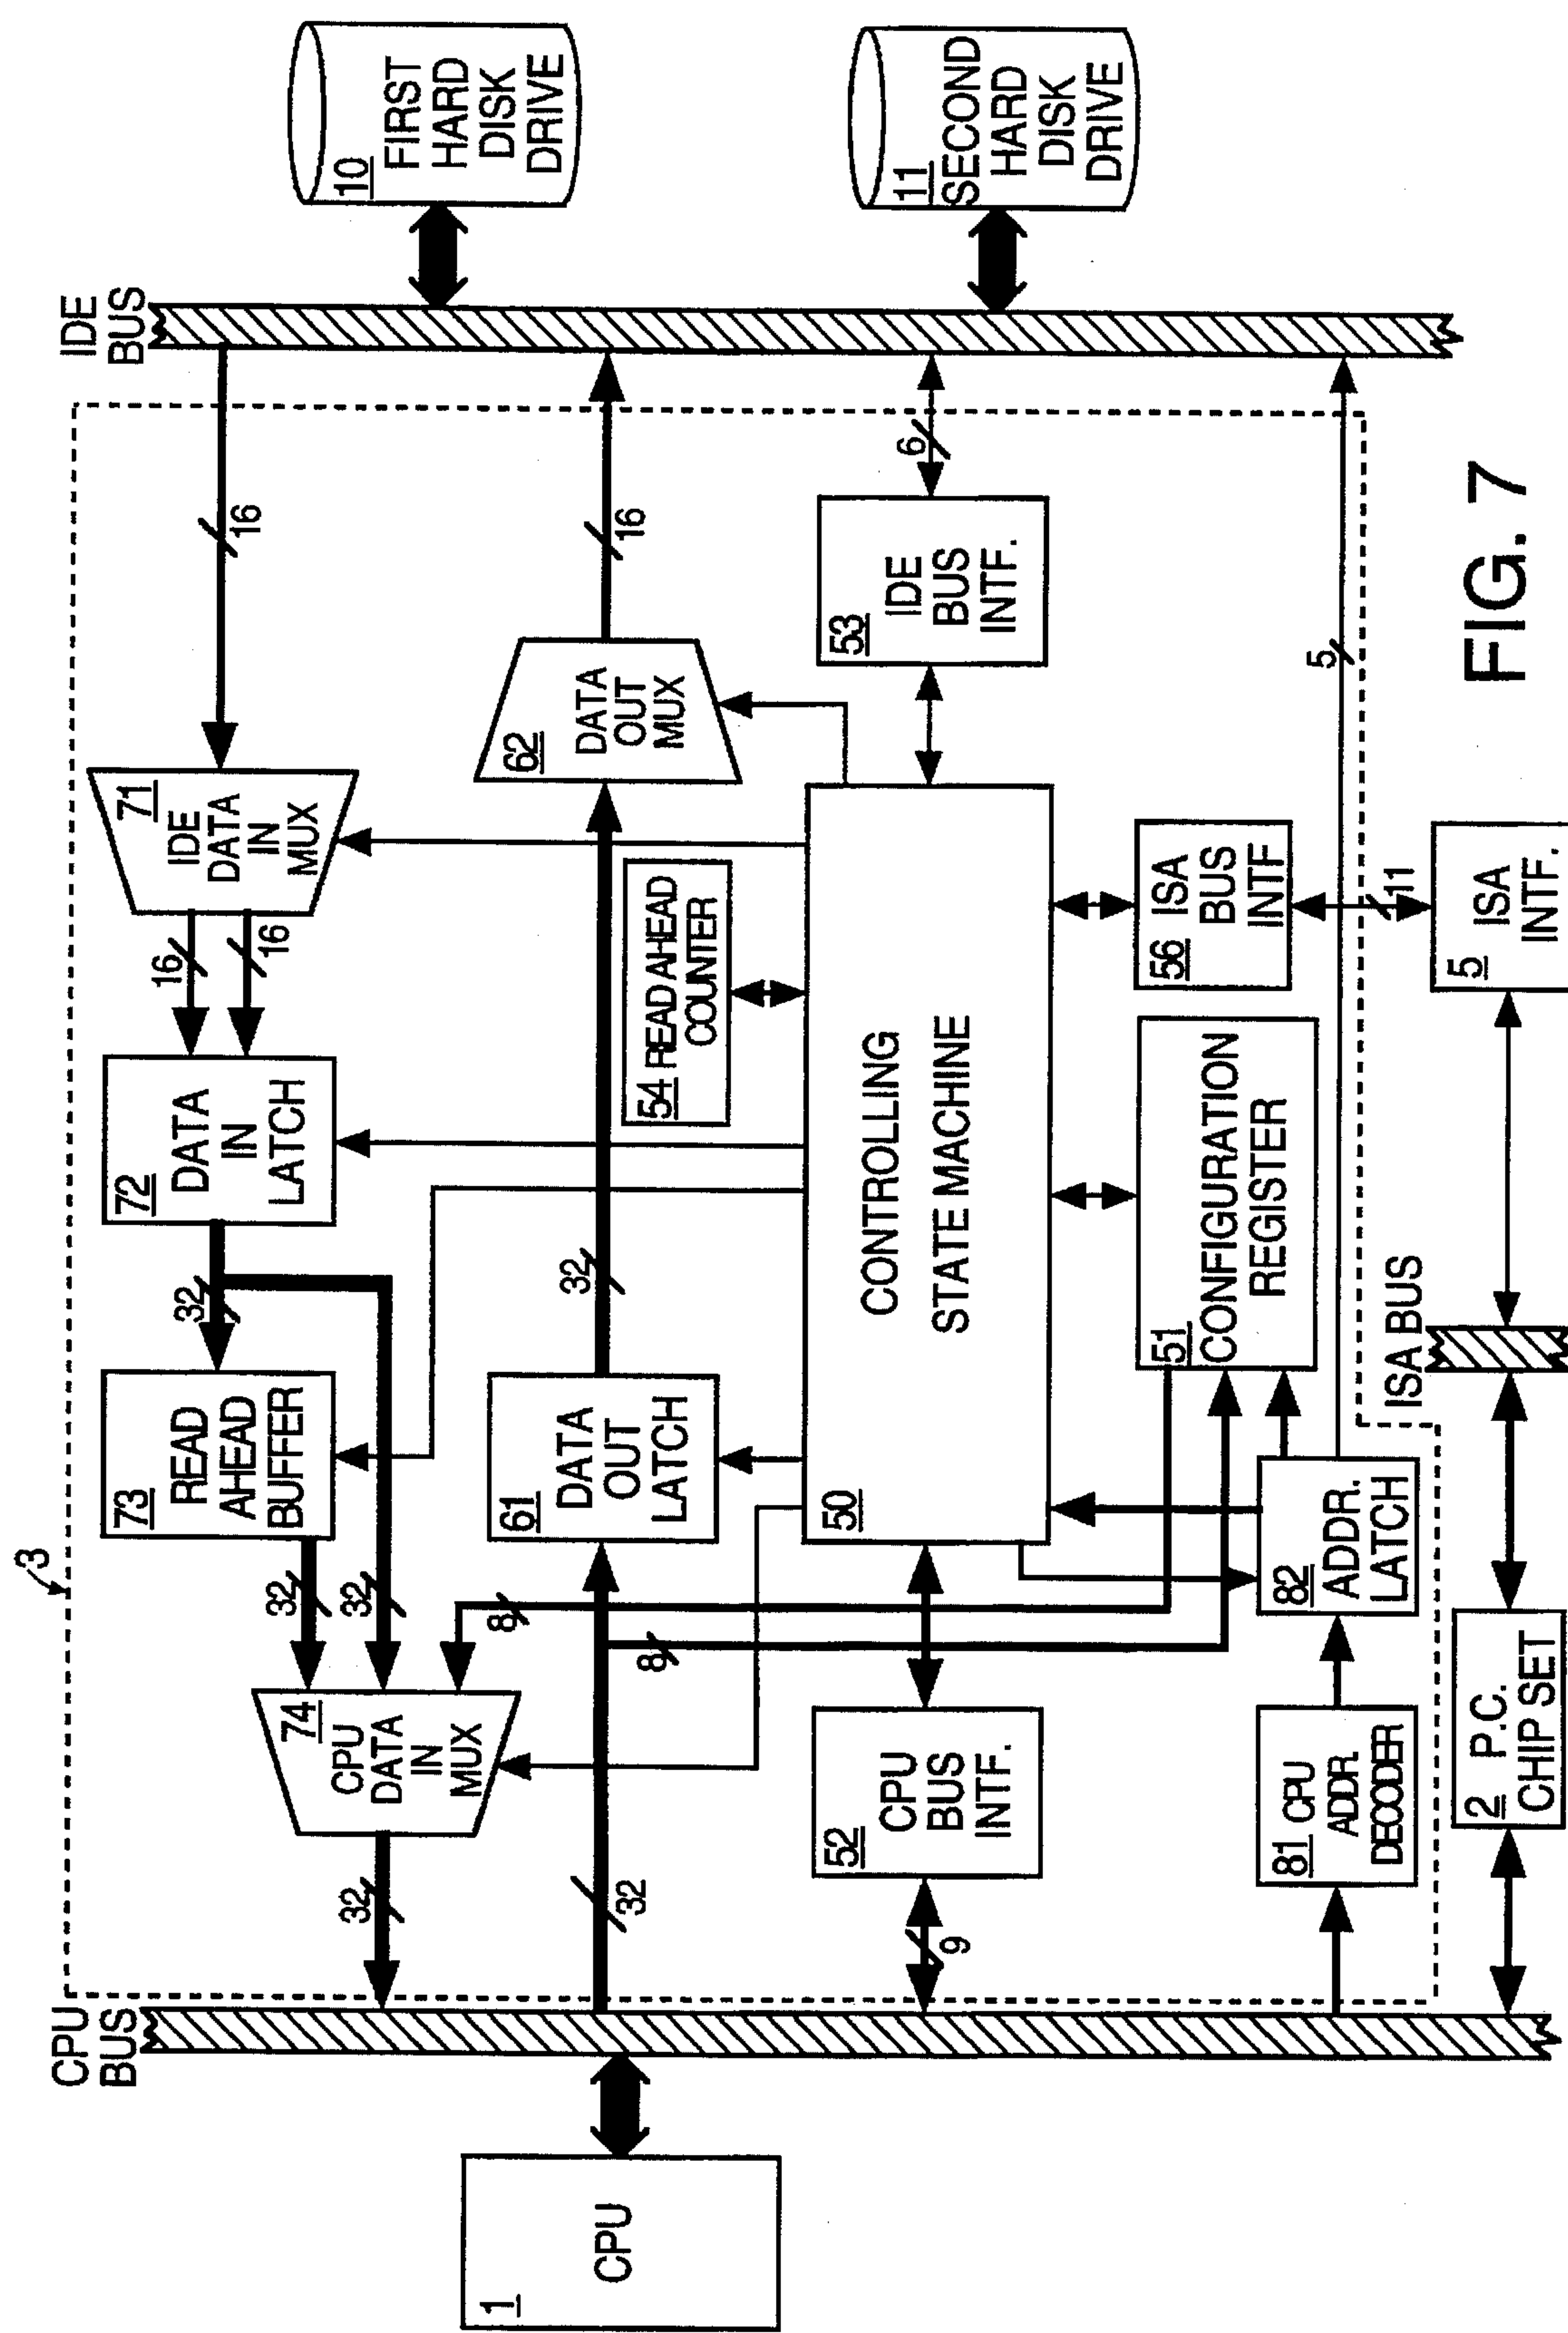 3
CPU
BUS
IDE
BUS
1
CPU
10
FIRST
HARD
DISK
DRIVE
11
SECOND
HARD
DISK
DRIVE
74
CPU
DATA
IN
MUX
32
32
32
8
73
READ
AHEAD
BUFFER
32
72
DATA
IN
LATCH
16
16
71
IDE
DATA
IN
MUX
16
32
8
61
DATA
OUT
LATCH
32
62
DATA
OUT
MUX
16
54 READ AHEAD
COUNTER
9
52
CPU
BUS
INTF.
50
CONTROLLING
STATE MACHINE
53
IDE
BUS
INTF.
6
81 CPU
ADDR.
DECODER
82
ADDR.
LATCH
51
CONFIGURATION
REGISTER
56
ISA
BUS
INTF
5
11
2 P.C.
CHIP SET
ISA BUS
5
ISA
INTF.
FIG. 7